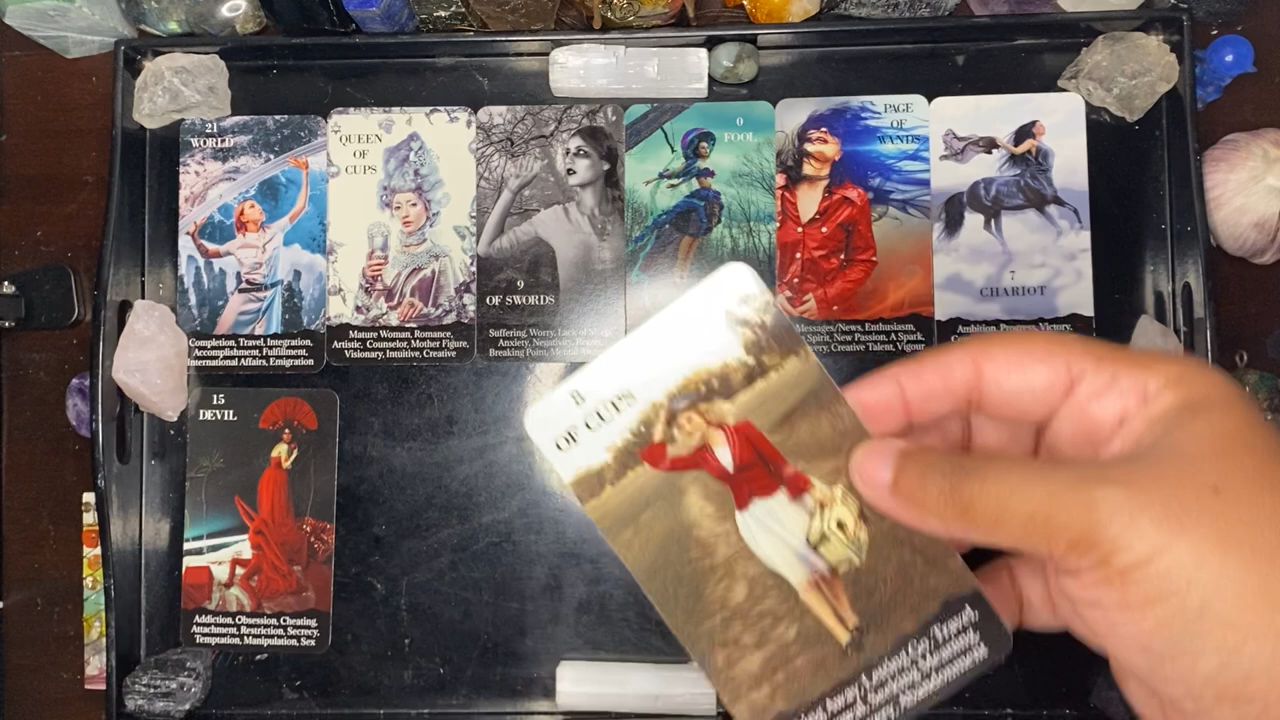 21
WORLD
Completion, Travel, Integration,
Accomplishment, Fulfillment,
International Affairs, Emigration
QUEEN
OF
CUPS
Mature Woman, Romance,
Artistic, Counselor, Mother Figure,
Visionary, Intuitive, Creative
9
OF SWORDS
Suffering, Worry, Lack of
Anxiety, Negativity,
Breaking Point, Mental
0
FOOL
PAGE
OF
WANDS
Messages/News, Enthusiasm,
Spirit, New Passion, A Spark,
Creative Talent, Vigour
7
CHARIOT
Ambition, Progress, Victory,
15
DEVIL
Addiction, Obsession, Cheating,
Attachment, Restriction, Secrecy,
Temptation, Manipulation, Sex
8
OF CUPS
Abandonment